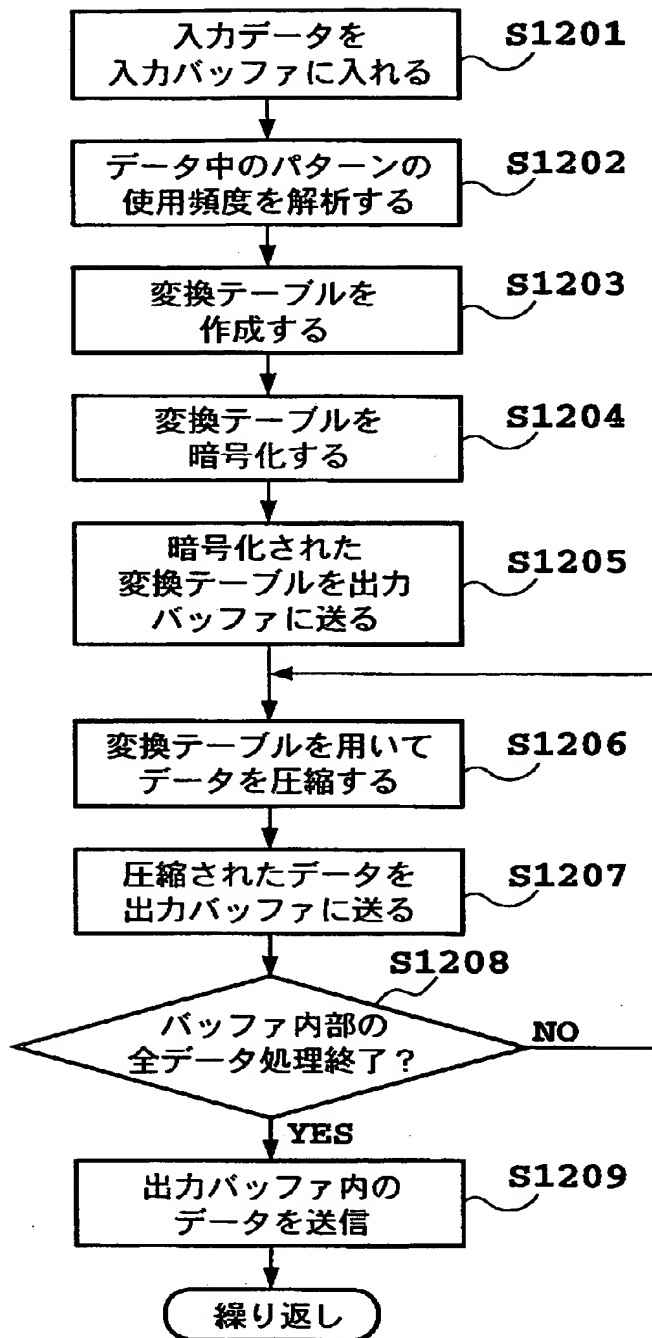 入力データを
入力バッファに入れる
S1201
データ中のパターンの
使用頻度を解析する
S1202
変換テーブルを
作成する
S1203
変換テーブルを
暗号化する
S1204
暗号化された
変換テーブルを出力
バッファに送る
S1205
変換テーブルを用いて
データを圧縮する
S1206
圧縮されたデータを
出力バッファに送る
S1207
S1208
バッファ内部の
全データ処理終了？
NO
YES
出力バッファ内の
データを送信
S1209
繰り返し